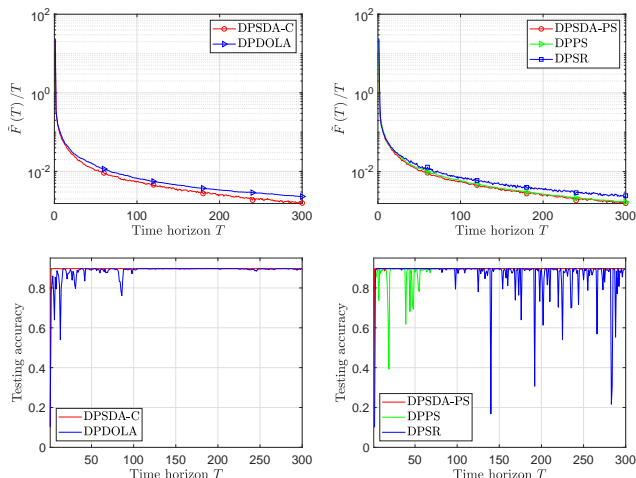 10^2
10^0
10^-2
F̃ (T) /T
0 100 200 300
Time horizon T
DPSDA-C
DPDOLA
10^2
10^0
10^-2
F̃ (T) /T
0 100 200 300
Time horizon T
DPSDA-PS
DPPS
DPSR
0.8
0.6
0.4
0.2
0
Testing accuracy
50 100 150 200 250 300
Time horizon T
DPSDA-C
DPDOLA
0.8
0.6
0.4
0.2
0
Testing accuracy
50 100 150 200 250 300
Time horizon T
DPSDA-PS
DPPS
DPSR